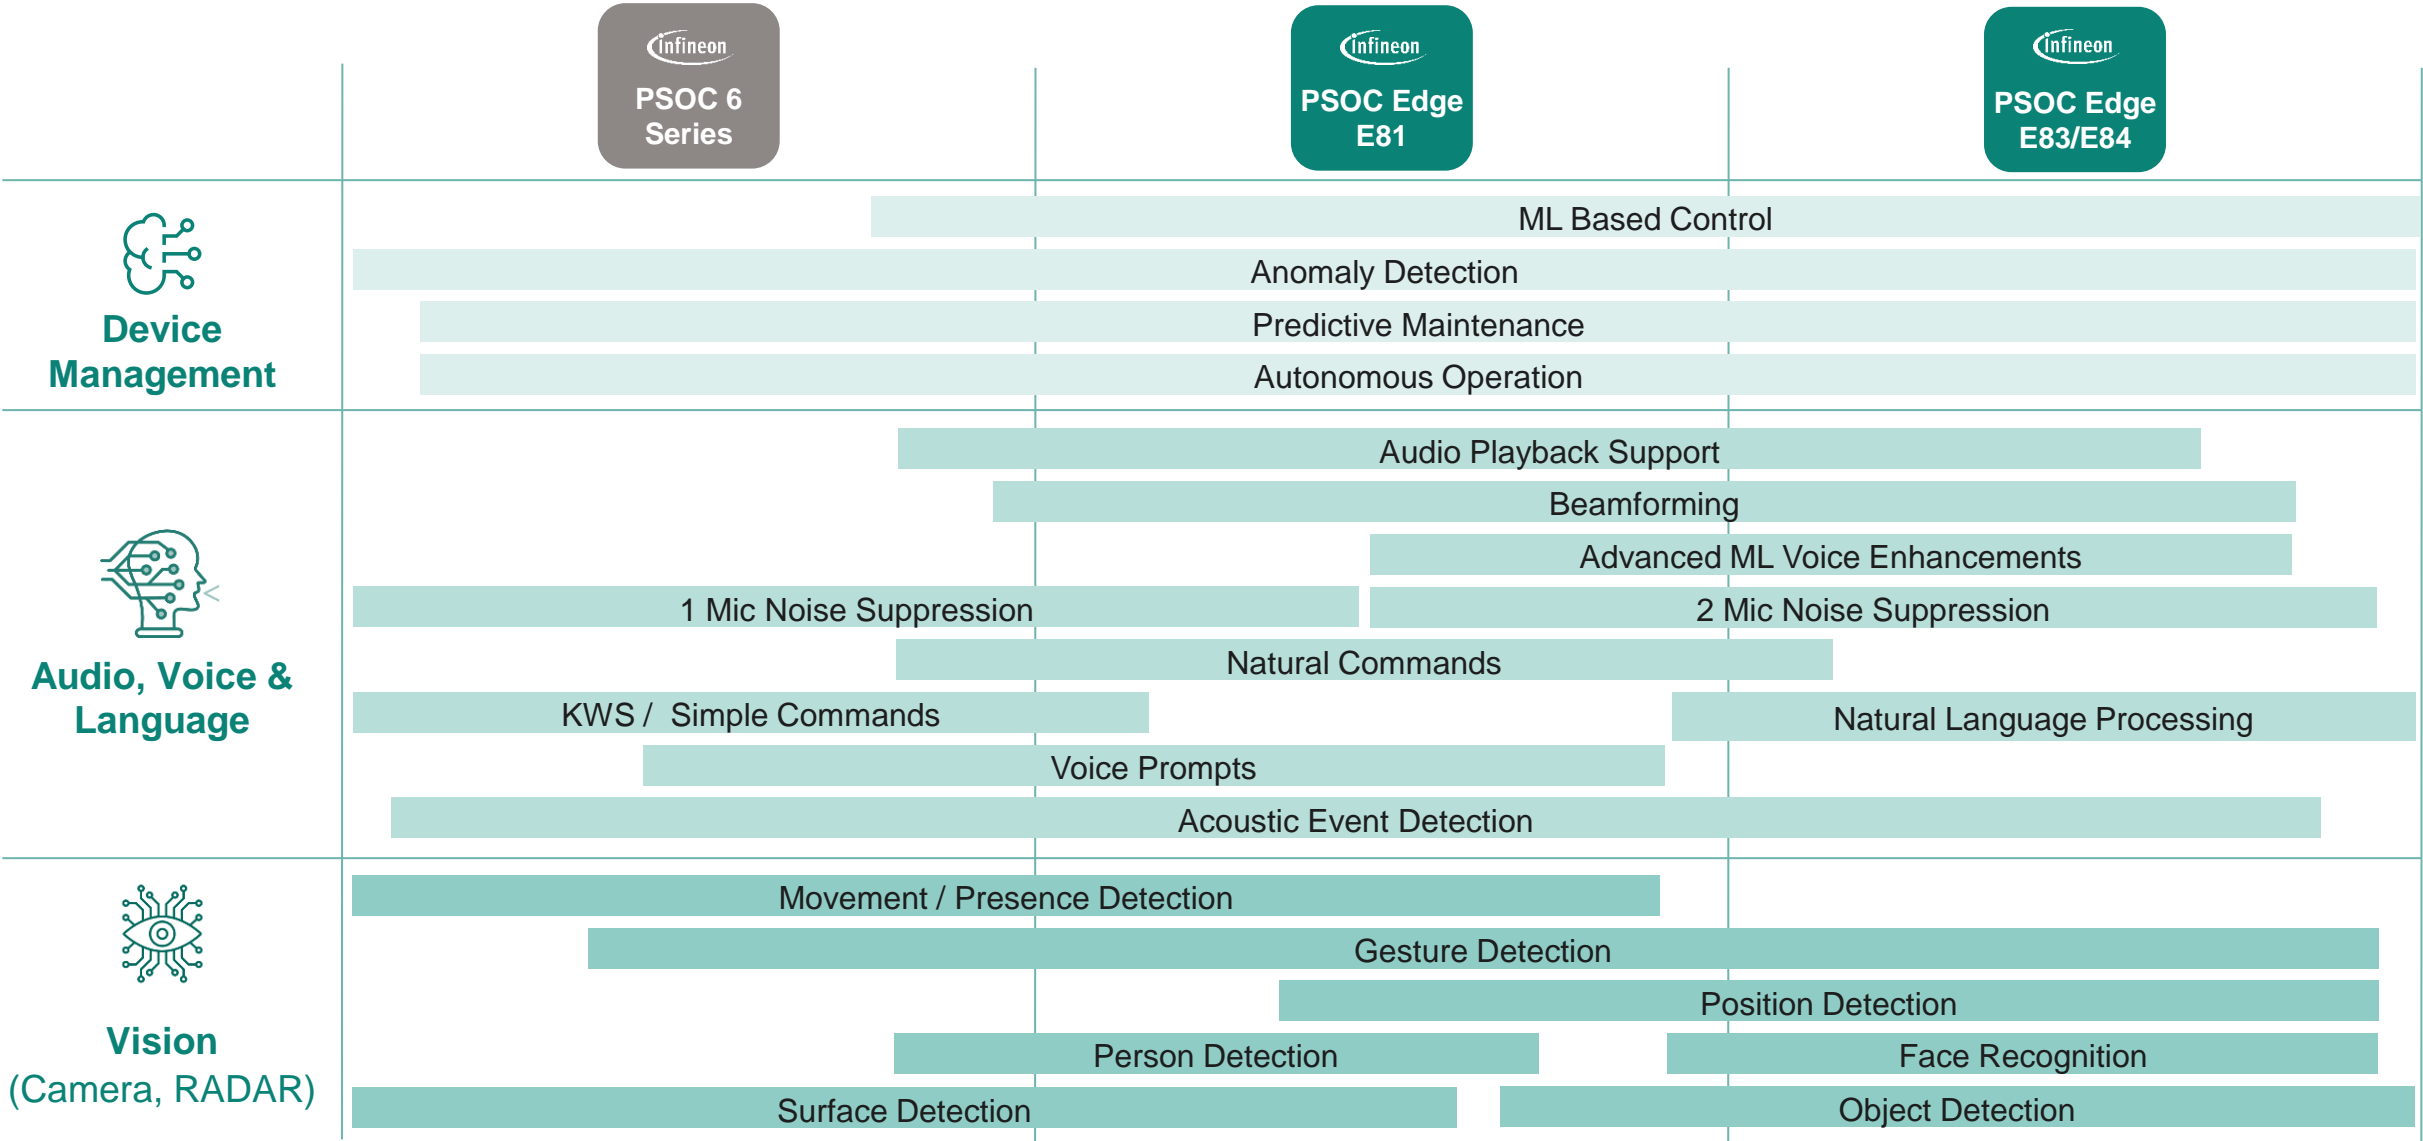 infineon
PSOC 6
Series
infineon
PSOC Edge
E81
infineon
PSOC Edge
E83/E84
Device
Management
ML Based Control
Anomaly Detection
Predictive Maintenance
Autonomous Operation
Audio, Voice &
Language
Audio Playback Support
Beamforming
Advanced ML Voice Enhancements
1 Mic Noise Suppression
2 Mic Noise Suppression
Natural Commands
KWS / Simple Commands
Natural Language Processing
Voice Prompts
Acoustic Event Detection
Vision
(Camera, RADAR)
Movement / Presence Detection
Gesture Detection
Position Detection
Person Detection
Face Recognition
Surface Detection
Object Detection